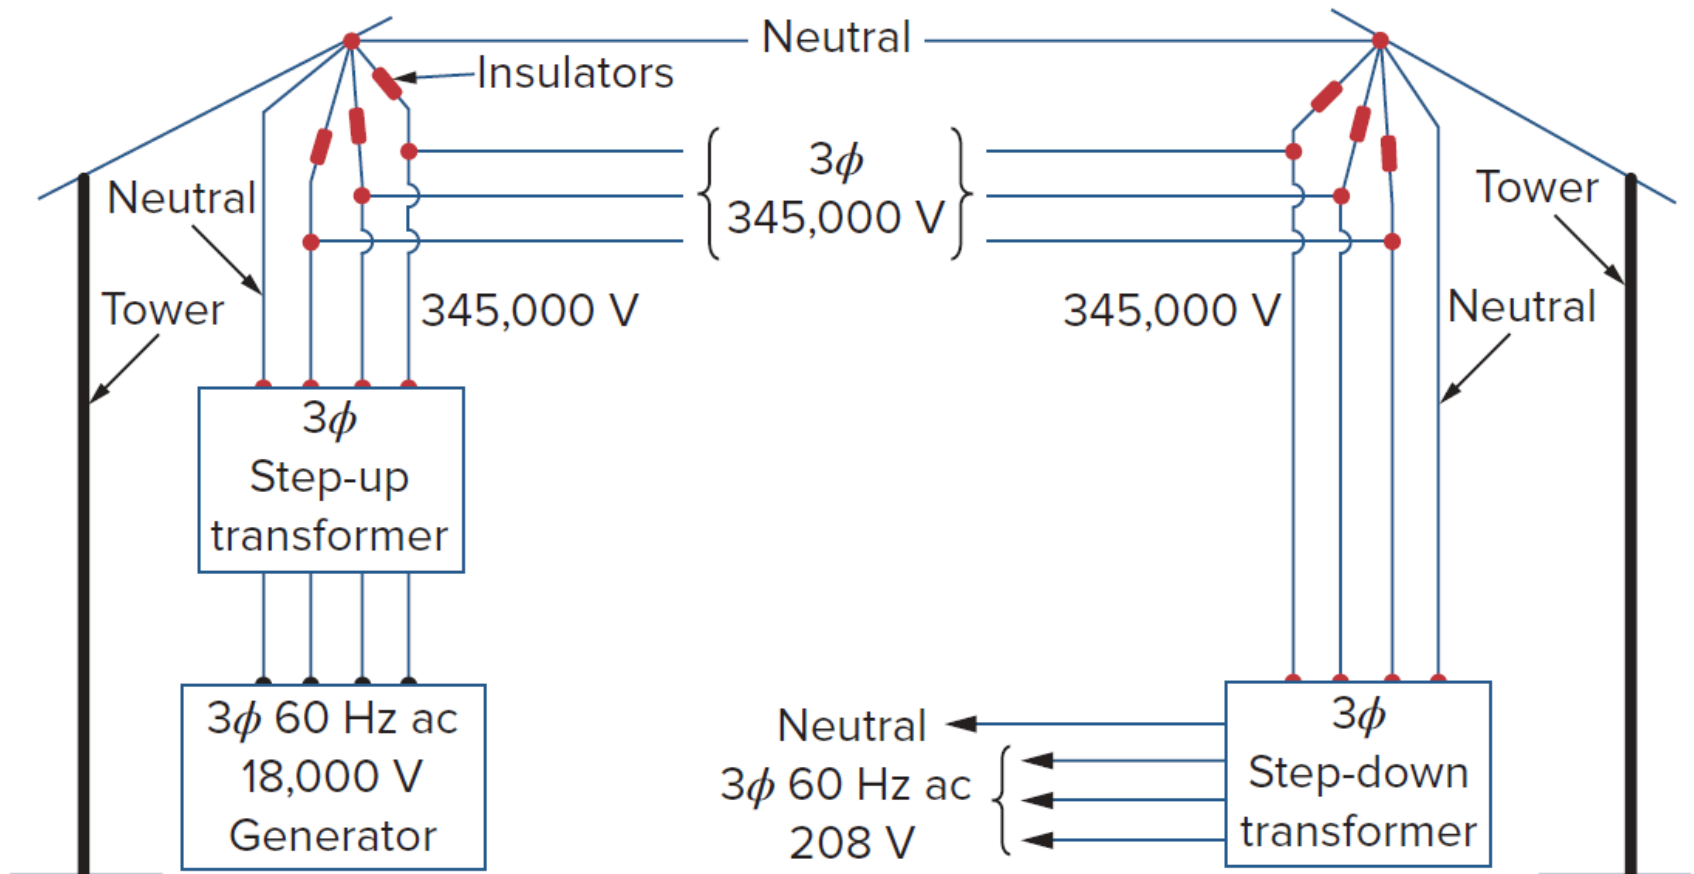 Neutral
Insulators
3ϕ
345,000 V
Neutral
Tower
345,000 V
345,000 V
Tower
Neutral
3ϕ
Step-up
transformer
3ϕ 60 Hz ac
18,000 V
Generator
Neutral
3ϕ 60 Hz ac
208 V
3ϕ
Step-down
transformer